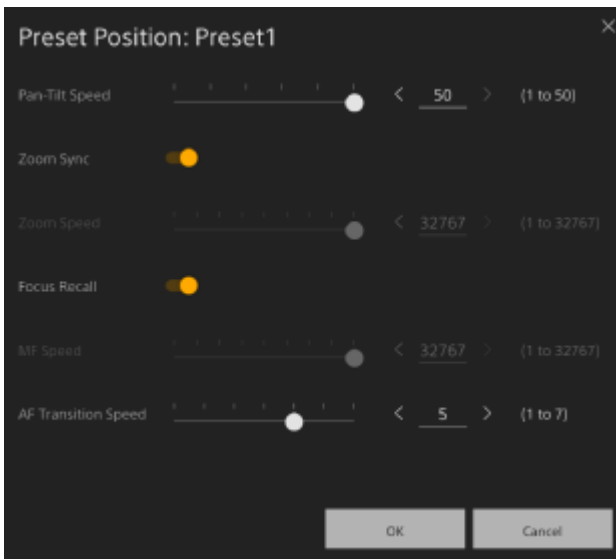 Preset Position: Preset1
Pan-Tilt Speed 50 (1 to 50)
Zoom Sync
Zoom Speed 32767 (1 to 32767)
Focus Recall
MF Speed 32767 (1 to 32767)
AF Transition Speed 5 (1 to 7)
OK Cancel